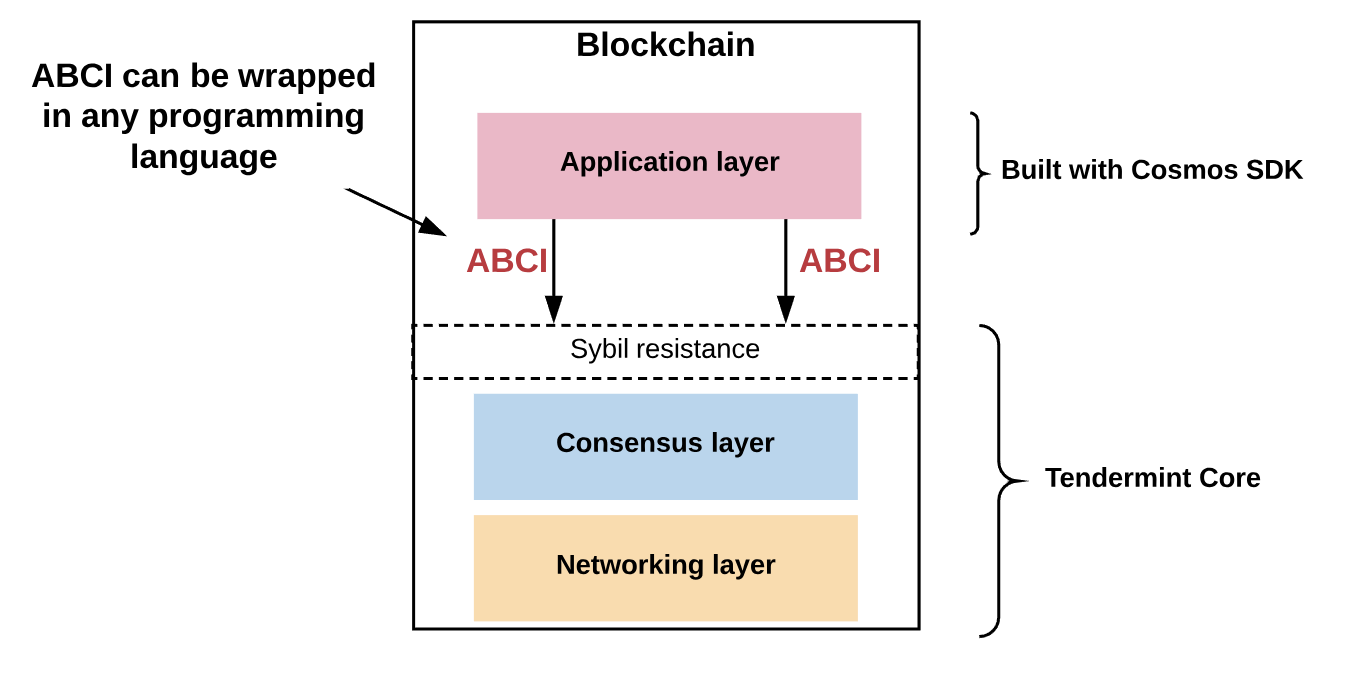 Blockchain
ABCI can be wrapped
in any programming
language
Application layer
Built with Cosmos SDK
ABCI
ABCI
Sybil resistance
Consensus layer
Tendermint Core
Networking layer